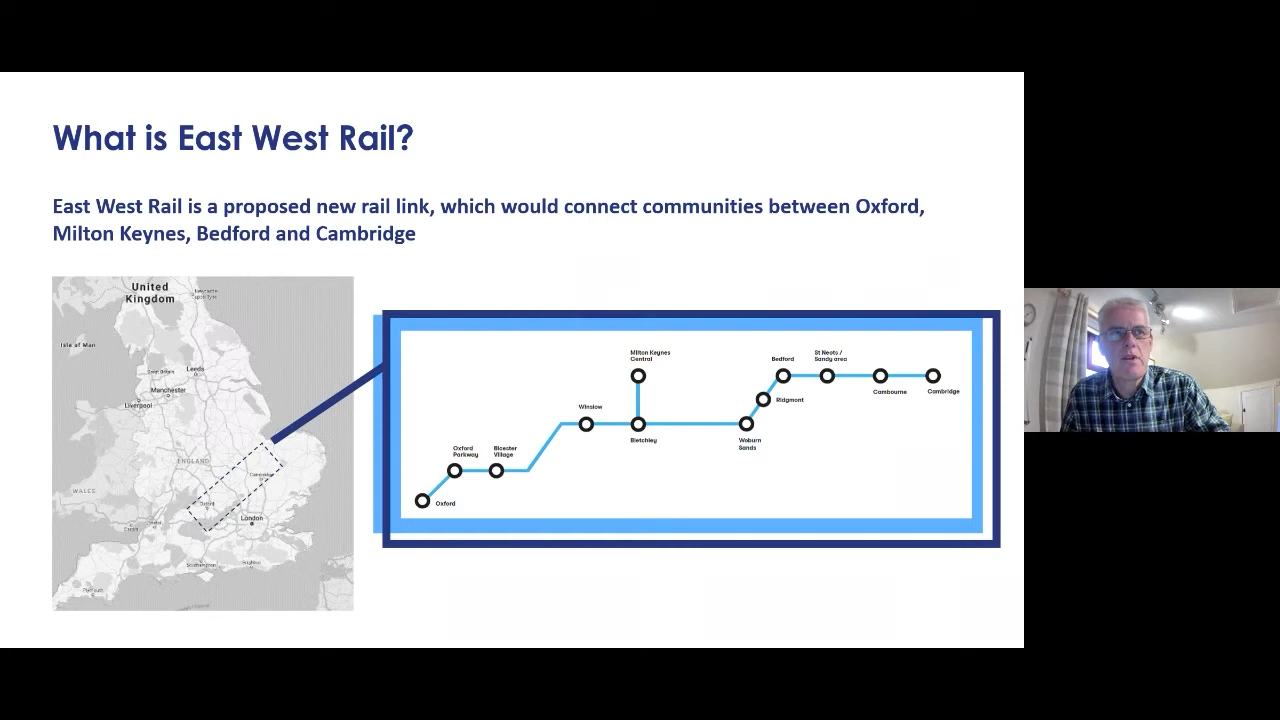 What is East West Rail?
East West Rail is a proposed new rail link, which would connect communities between Oxford,
Milton Keynes, Bedford and Cambridge
United
Kingdom
Isle of Man
Leeds
Manchester
Liverpool
ENGLAND
WALES
Cambridge
Oxford
London
Cardiff
Southampton
Brighton
Plymouth
Milton Keynes
Central
Bedford
St Neots /
Sandy area
Ridgmont
Cambourne
Cambridge
Winslow
Bletchley
Woburn
Sands
Oxford
Parkway
Bicester
Village
Oxford